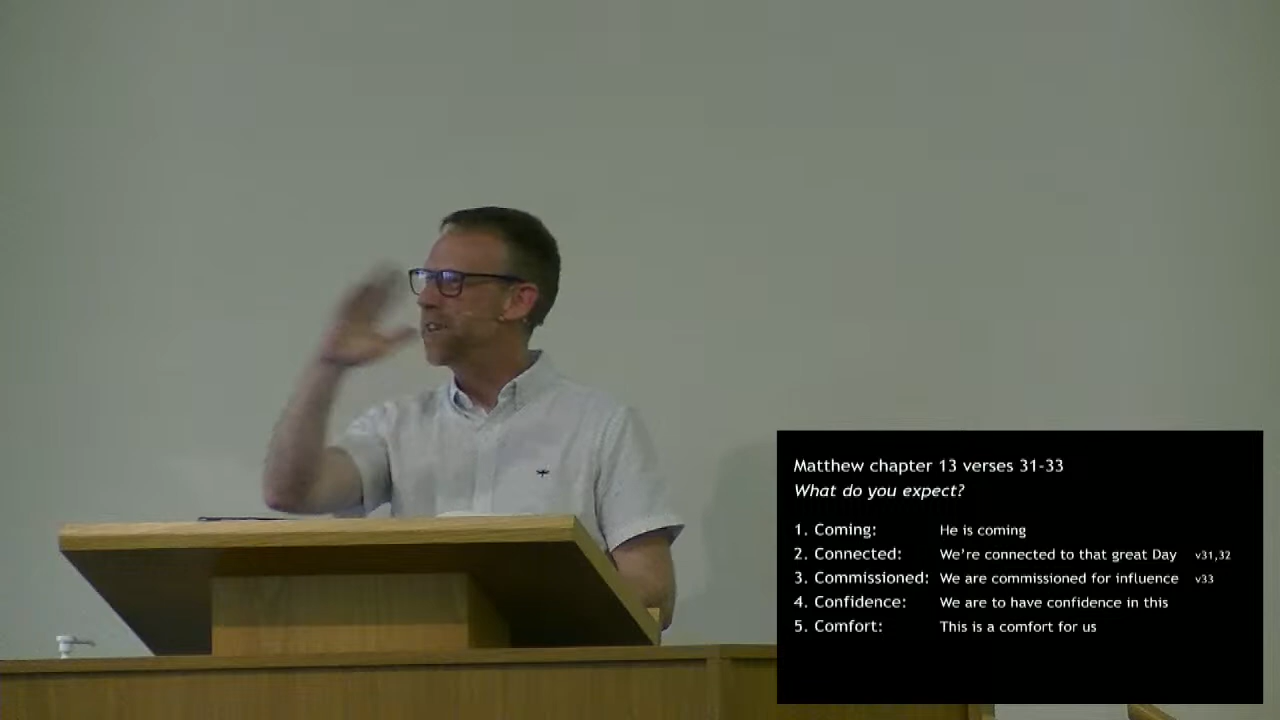 Matthew chapter 13 verses 31-33
What do you expect?
1. Coming: He is coming
2. Connected: We're connected to that great Day v31,32
3. Commissioned: We are commissioned for influence v33
4. Confidence: We are to have confidence in this
5. Comfort: This is a comfort for us